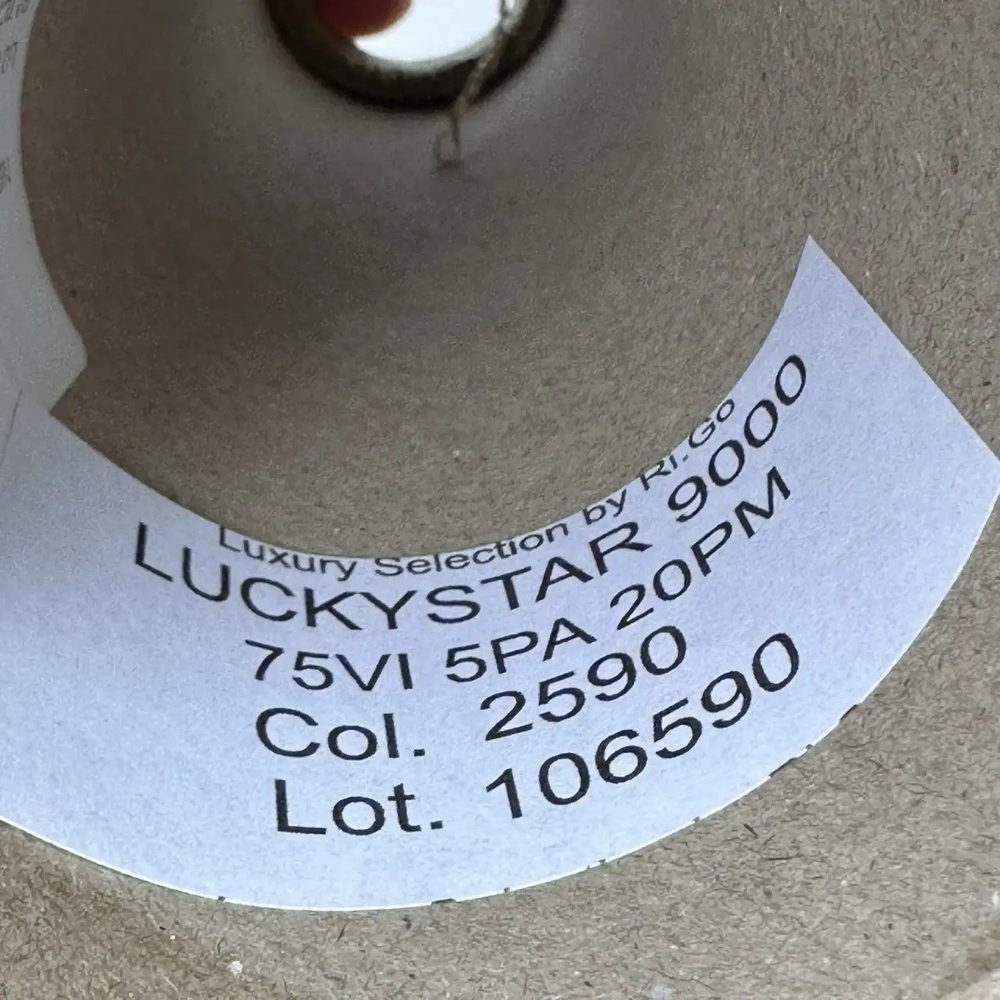 Luxury Selection by RI.Go
LUCKYSTAR 9000
75VI 5PA 20PM
Col. 2590
Lot. 106590